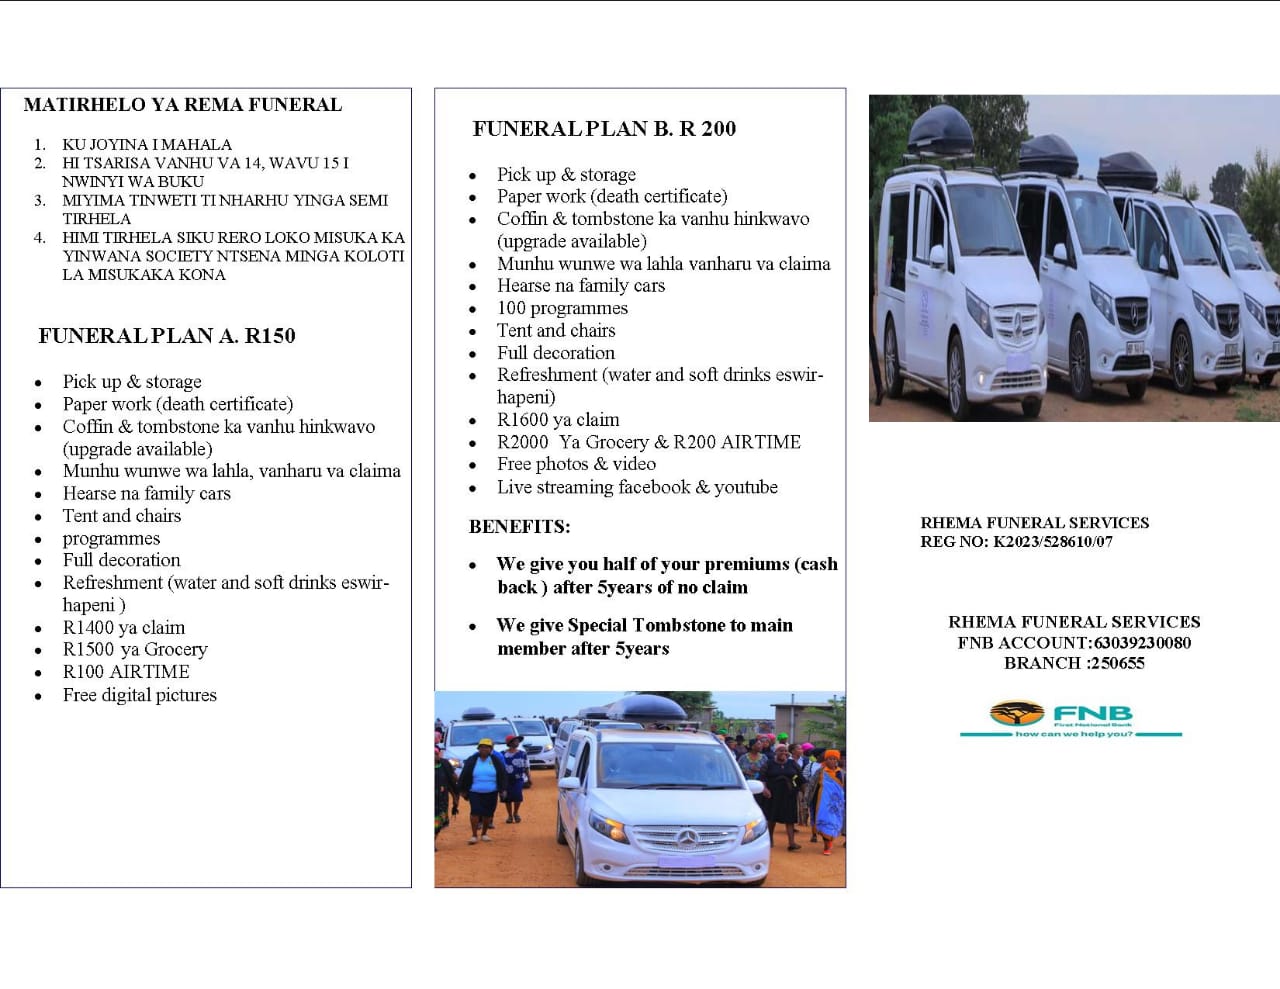 MATIRHELO YA REMA FUNERAL
1. KU JOYINA I MAHALA
2. HI TSARISA VANHU VA 14, WAVU 15 I
NWINYI WA BUKU
3. MIYIMA TINWETI TI NHARHU YINGA SEMI
TIRHELA
4. HIMI TIRHELA SIKU RERO LOKO MISUKA KA
YINWANA SOCIETY NTSENA MINGA KOLOTI
LA MISUKAKA KONA
FUNERAL PLAN A. R150
• Pick up & storage
• Paper work (death certificate)
• Coffin & tombstone ka vanhu hinkwavo
(upgrade available)
• Munhu wunwe wa lahla, vanharu va claima
• Hearse na family cars
• Tent and chairs
• programmes
• Full decoration
• Refreshment (water and soft drinks eswir-
hapeni )
• R1400 ya claim
• R1500 ya Grocery
• R100 AIRTIME
• Free digital pictures
FUNERAL PLAN B. R 200
• Pick up & storage
• Paper work (death certificate)
• Coffin & tombstone ka vanhu hinkwavo
(upgrade available)
• Munhu wunwe wa lahla vanharu va claima
• Hearse na family cars
• 100 programmes
• Tent and chairs
• Full decoration
• Refreshment (water and soft drinks eswir-
hapeni)
• R1600 ya claim
• R2000 Ya Grocery & R200 AIRTIME
• Free photos & video
• Live streaming facebook & youtube
BENEFITS:
• We give you half of your premiums (cash
back ) after 5years of no claim
• We give Special Tombstone to main
member after 5years
RHEMA FUNERAL SERVICES
REG NO: K2023/528610/07
RHEMA FUNERAL SERVICES
FNB ACCOUNT:63039230080
BRANCH :250655
FNB
First National Bank
how can we help you?